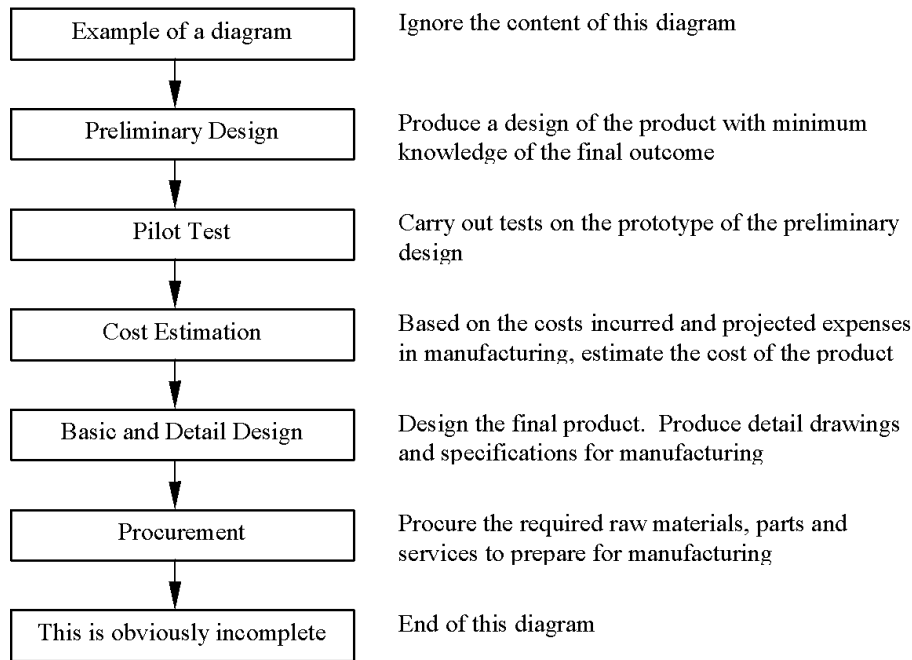 Example of a diagram
Ignore the content of this diagram
Preliminary Design
Produce a design of the product with minimum
knowledge of the final outcome
Pilot Test
Carry out tests on the prototype of the preliminary
design
Cost Estimation
Based on the costs incurred and projected expenses
in manufacturing, estimate the cost of the product
Basic and Detail Design
Design the final product.  Produce detail drawings
and specifications for manufacturing
Procurement
Procure the required raw materials, parts and
services to prepare for manufacturing
This is obviously incomplete
End of this diagram